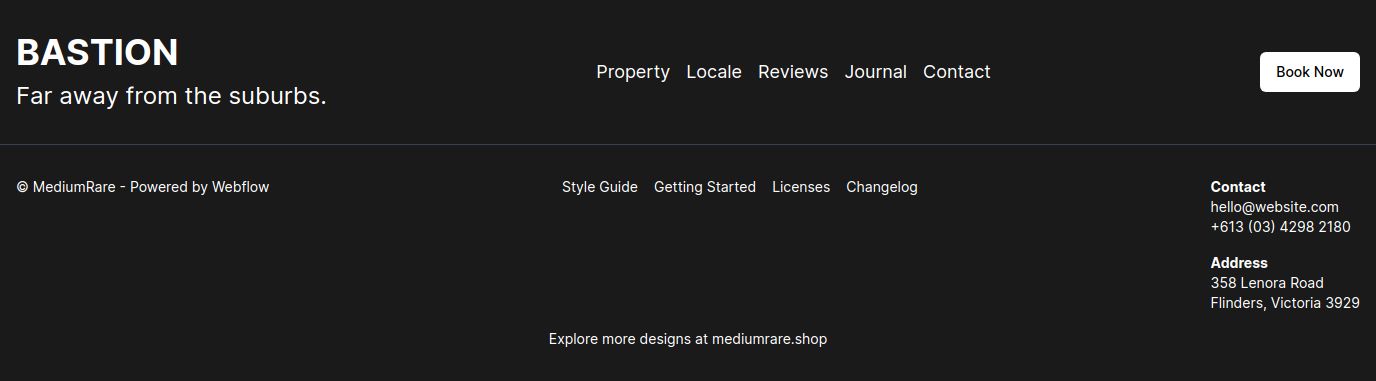 BASTION
Far away from the suburbs.
Property Locale Reviews Journal Contact
Book Now
© MediumRare - Powered by Webflow
Style Guide Getting Started Licenses Changelog
Contact
hello@website.com
+613 (03) 4298 2180
Address
358 Lenora Road
Flinders, Victoria 3929
Explore more designs at mediumrare.shop